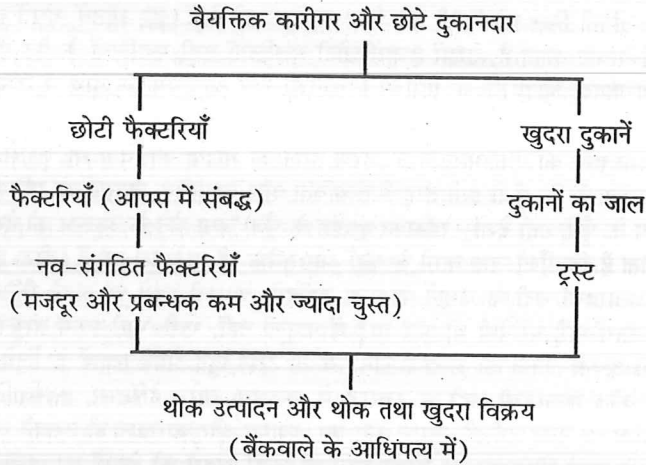 वैयक्तिक कारीगर और छोटे दुकानदार
छोटी फैक्टरियाँ
खुदरा दुकानें
फैक्टरियाँ (आपस में संबद्ध)
दुकानों का जाल
नव-संगठित फैक्टरियाँ
(मजदूर और प्रबन्धक कम और ज्यादा चुस्त)
ट्रस्ट
थोक उत्पादन और थोक तथा खुदरा विक्रय
(बैंकवाले के आधिपत्य में)